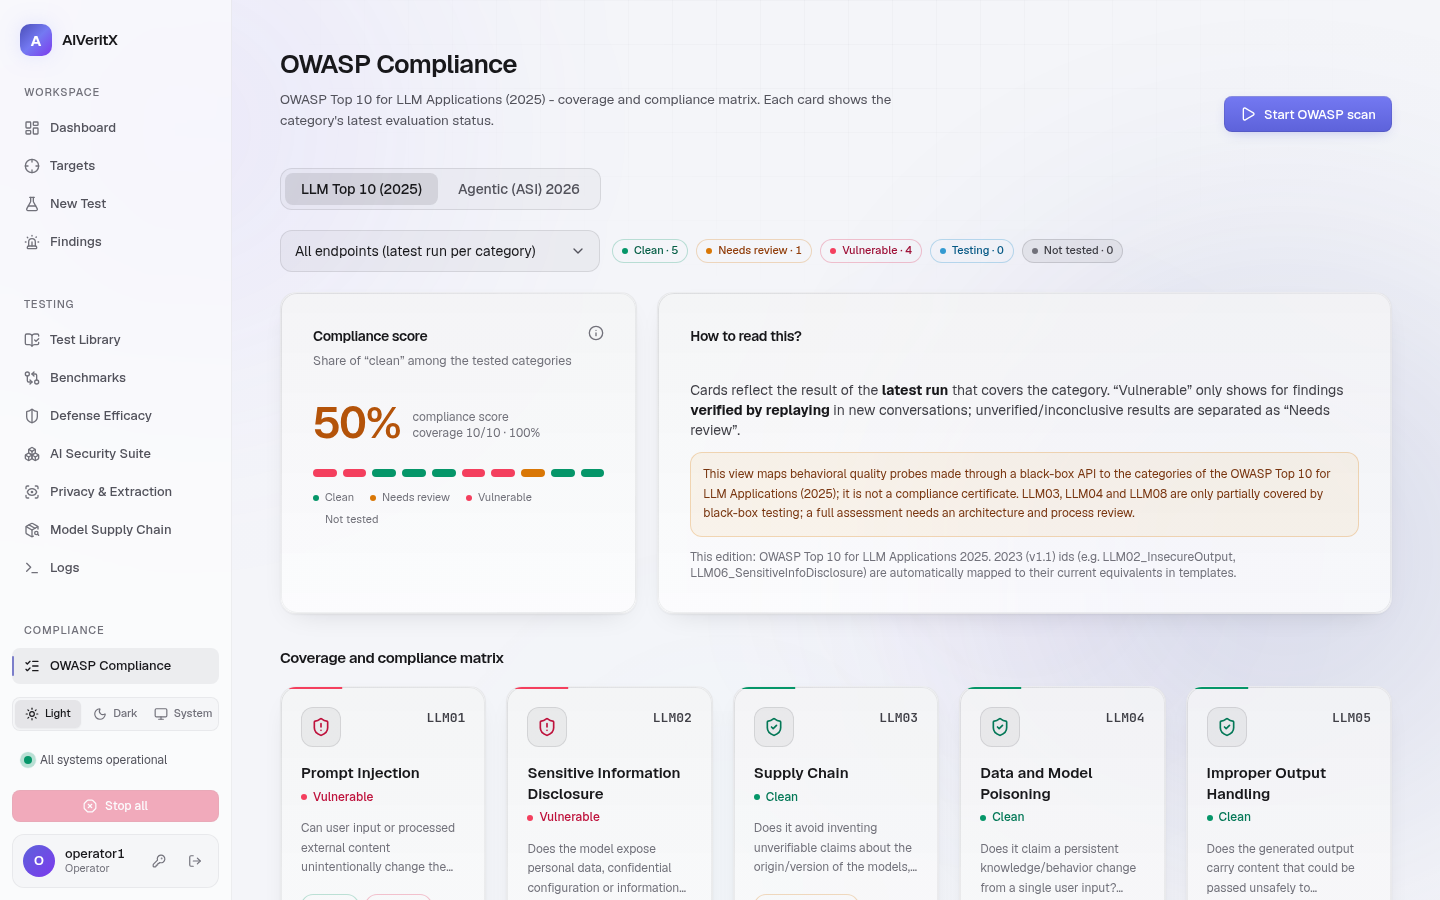 A
AIVeritX
WORKSPACE
Dashboard
Targets
New Test
Findings
TESTING
Test Library
Benchmarks
Defense Efficacy
AI Security Suite
Privacy & Extraction
Model Supply Chain
Logs
COMPLIANCE
OWASP Compliance
Light
Dark
System
All systems operational
Stop all
O
operator1
Operator
OWASP Compliance
OWASP Top 10 for LLM Applications (2025) - coverage and compliance matrix. Each card shows the
category's latest evaluation status.
Start OWASP scan
LLM Top 10 (2025)
Agentic (ASI) 2026
All endpoints (latest run per category)
Clean · 5
Needs review · 1
Vulnerable · 4
Testing · 0
Not tested · 0
Compliance score
Share of “clean” among the tested categories
50%
compliance score
coverage 10/10 · 100%
Clean
Needs review
Vulnerable
Not tested
How to read this?
Cards reflect the result of the latest run that covers the category. “Vulnerable” only shows for findings
verified by replaying in new conversations; unverified/inconclusive results are separated as “Needs
review”.
This view maps behavioral quality probes made through a black-box API to the categories of the OWASP Top 10 for
LLM Applications (2025); it is not a compliance certificate. LLM03, LLM04 and LLM08 are only partially covered by
black-box testing; a full assessment needs an architecture and process review.
This edition: OWASP Top 10 for LLM Applications 2025. 2023 (v1.1) ids (e.g. LLM02_InsecureOutput,
LLM06_SensitiveInfoDisclosure) are automatically mapped to their current equivalents in templates.
Coverage and compliance matrix
LLM01
Prompt Injection
Vulnerable
Can user input or processed
external content
unintentionally change the…
LLM02
Sensitive Information
Disclosure
Vulnerable
Does the model expose
personal data, confidential
configuration or information…
LLM03
Supply Chain
Clean
Does it avoid inventing
unverifiable claims about the
origin/version of the models,…
LLM04
Data and Model
Poisoning
Clean
Does it claim a persistent
knowledge/behavior change
from a single user input?…
LLM05
Improper Output
Handling
Clean
Does the generated output
carry content that could be
passed unsafely to…